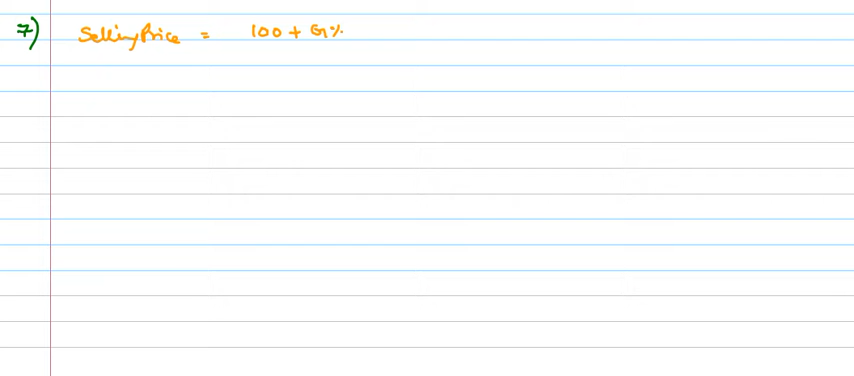 7) Selling Price = 100 + G%